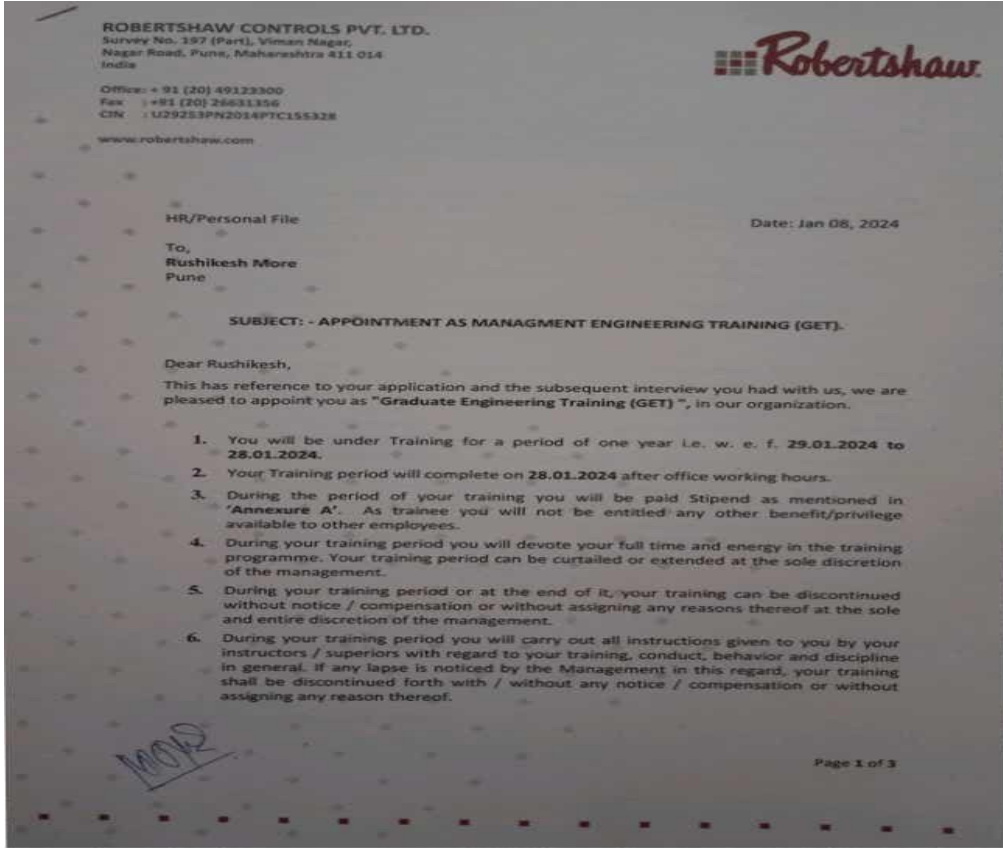 ROBERTSHAW CONTROLS PVT. LTD.
Survey No. 197 (Part), Viman Nagar,
Nagar Road, Pune, Maharashtra 411 014
India
Office: + 91 (20) 49123300
Fax : +91 (20) 26631356
CIN : U29253PN2014PTC155328
www.robertshaw.com
Robertshaw
HR/Personal File
Date: Jan 08, 2024
To,
Rushikesh More
Pune
SUBJECT: - APPOINTMENT AS MANAGMENT ENGINEERING TRAINING (GET).
Dear Rushikesh,
This has reference to your application and the subsequent interview you had with us, we are
pleased to appoint you as "Graduate Engineering Training (GET) ", in our organization.
1. You will be under Training for a period of one year i.e. w. e. f. 29.01.2024 to
28.01.2024.
2. Your Training period will complete on 28.01.2024 after office working hours.
3. During the period of your training you will be paid Stipend as mentioned in
'Annexure A'. As trainee you will not be entitled any other benefit/privilege
available to other employees.
4. During your training period you will devote your full time and energy in the training
programme. Your training period can be curtailed or extended at the sole discretion
of the management.
5. During your training period or at the end of it, your training can be discontinued
without notice / compensation or without assigning any reasons thereof at the sole
and entire discretion of the management.
6. During your training period you will carry out all instructions given to you by your
instructors / superiors with regard to your training, conduct, behavior and discipline
in general. If any lapse is noticed by the Management in this regard, your training
shall be discontinued forth with / without any notice / compensation or without
assigning any reason thereof.
Page 1 of 3